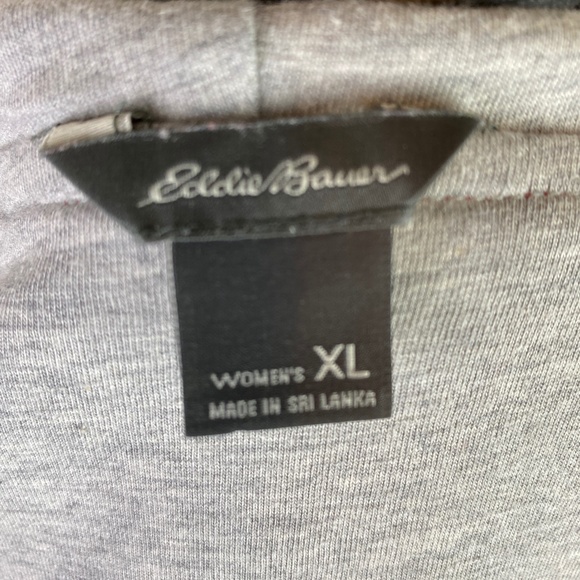 Eddie Bauer
WOMEN'S XL
MADE IN SRI LANKA